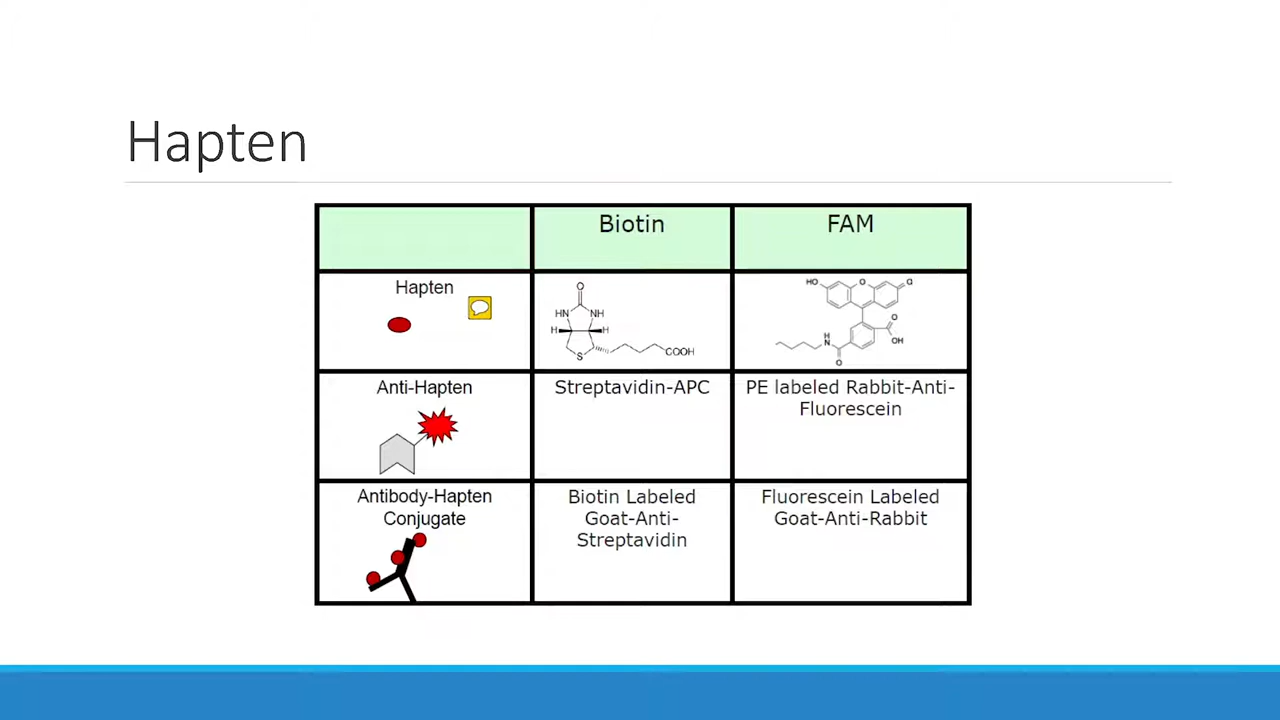 Hapten
Biotin
FAM
Hapten
O
HN
NH
H
H
S
COOH
HO
O
O
O
OH
H
N
O
Anti-Hapten
Streptavidin-APC
PE labeled Rabbit-Anti-
Fluorescein
Antibody-Hapten
Conjugate
Biotin Labeled
Goat-Anti-
Streptavidin
Fluorescein Labeled
Goat-Anti-Rabbit